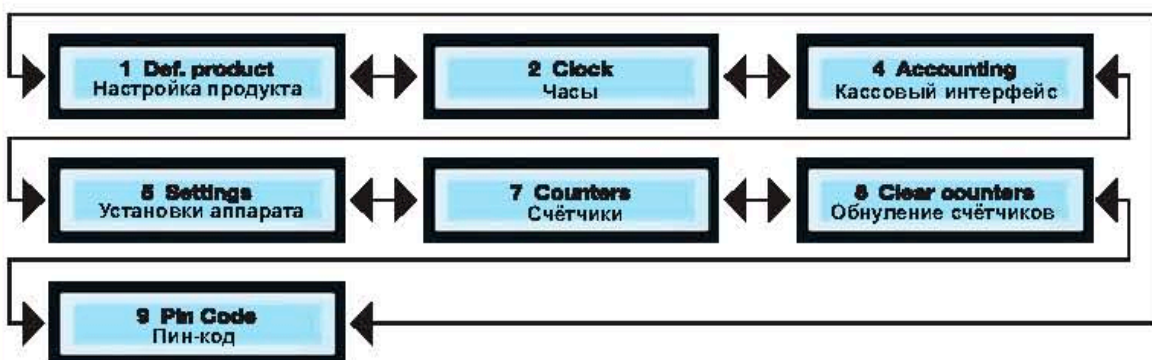 1 Def. product
Настройка продукта
2 Clock
Часы
4 Accounting
Кассовый интерфейс
5 Settings
Установки аппарата
7 Counters
Счётчики
8 Clear counters
Обнуление счётчиков
9 Pin Code
Пин-код